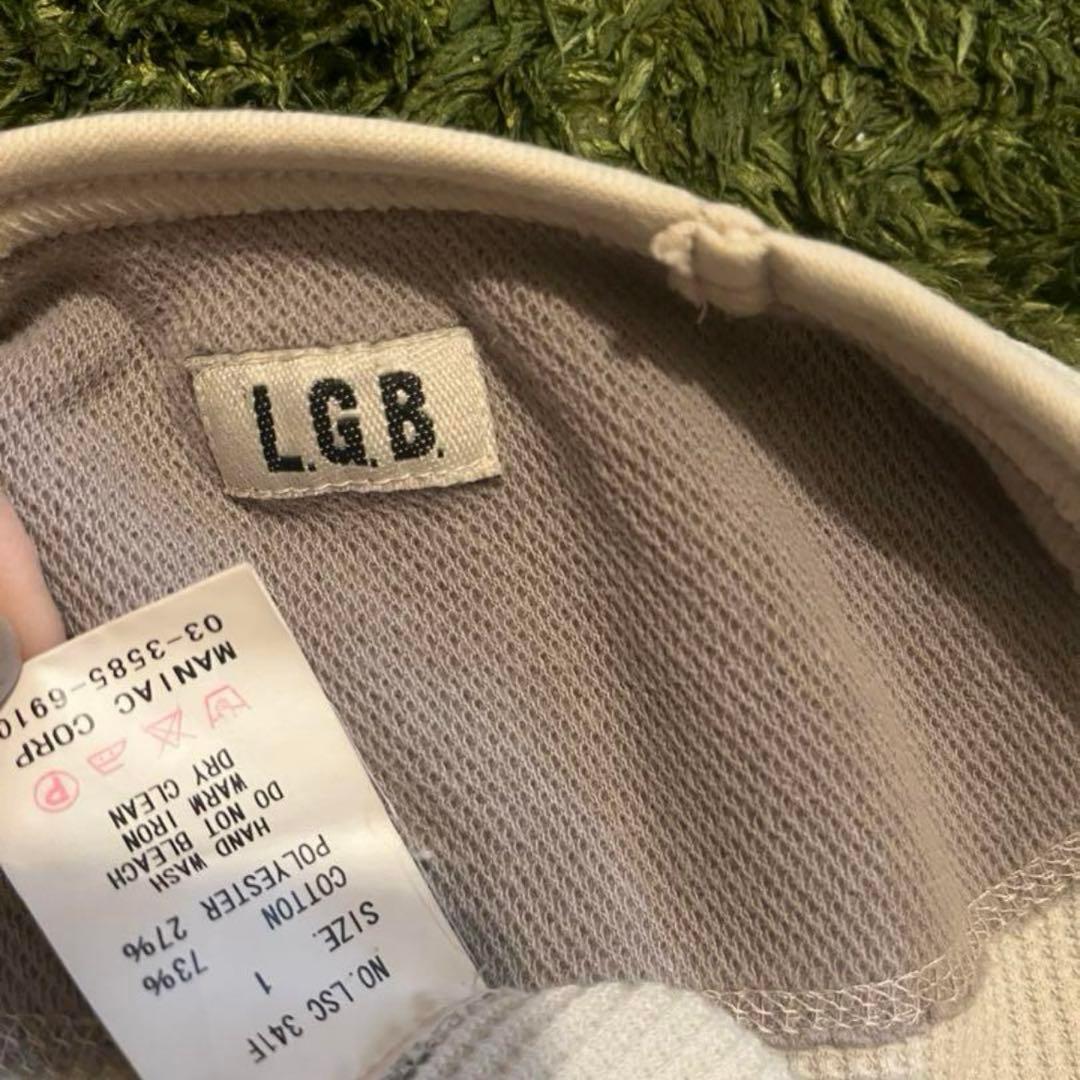 L.G.B.
NO.LSC 341F
SIZE. 1
COTTON 73%
POLYESTER 27%
HAND WASH
DO NOT BLEACH
WARM IRON
DRY CLEAN
P
MANIAC CORP
03-3585-6910